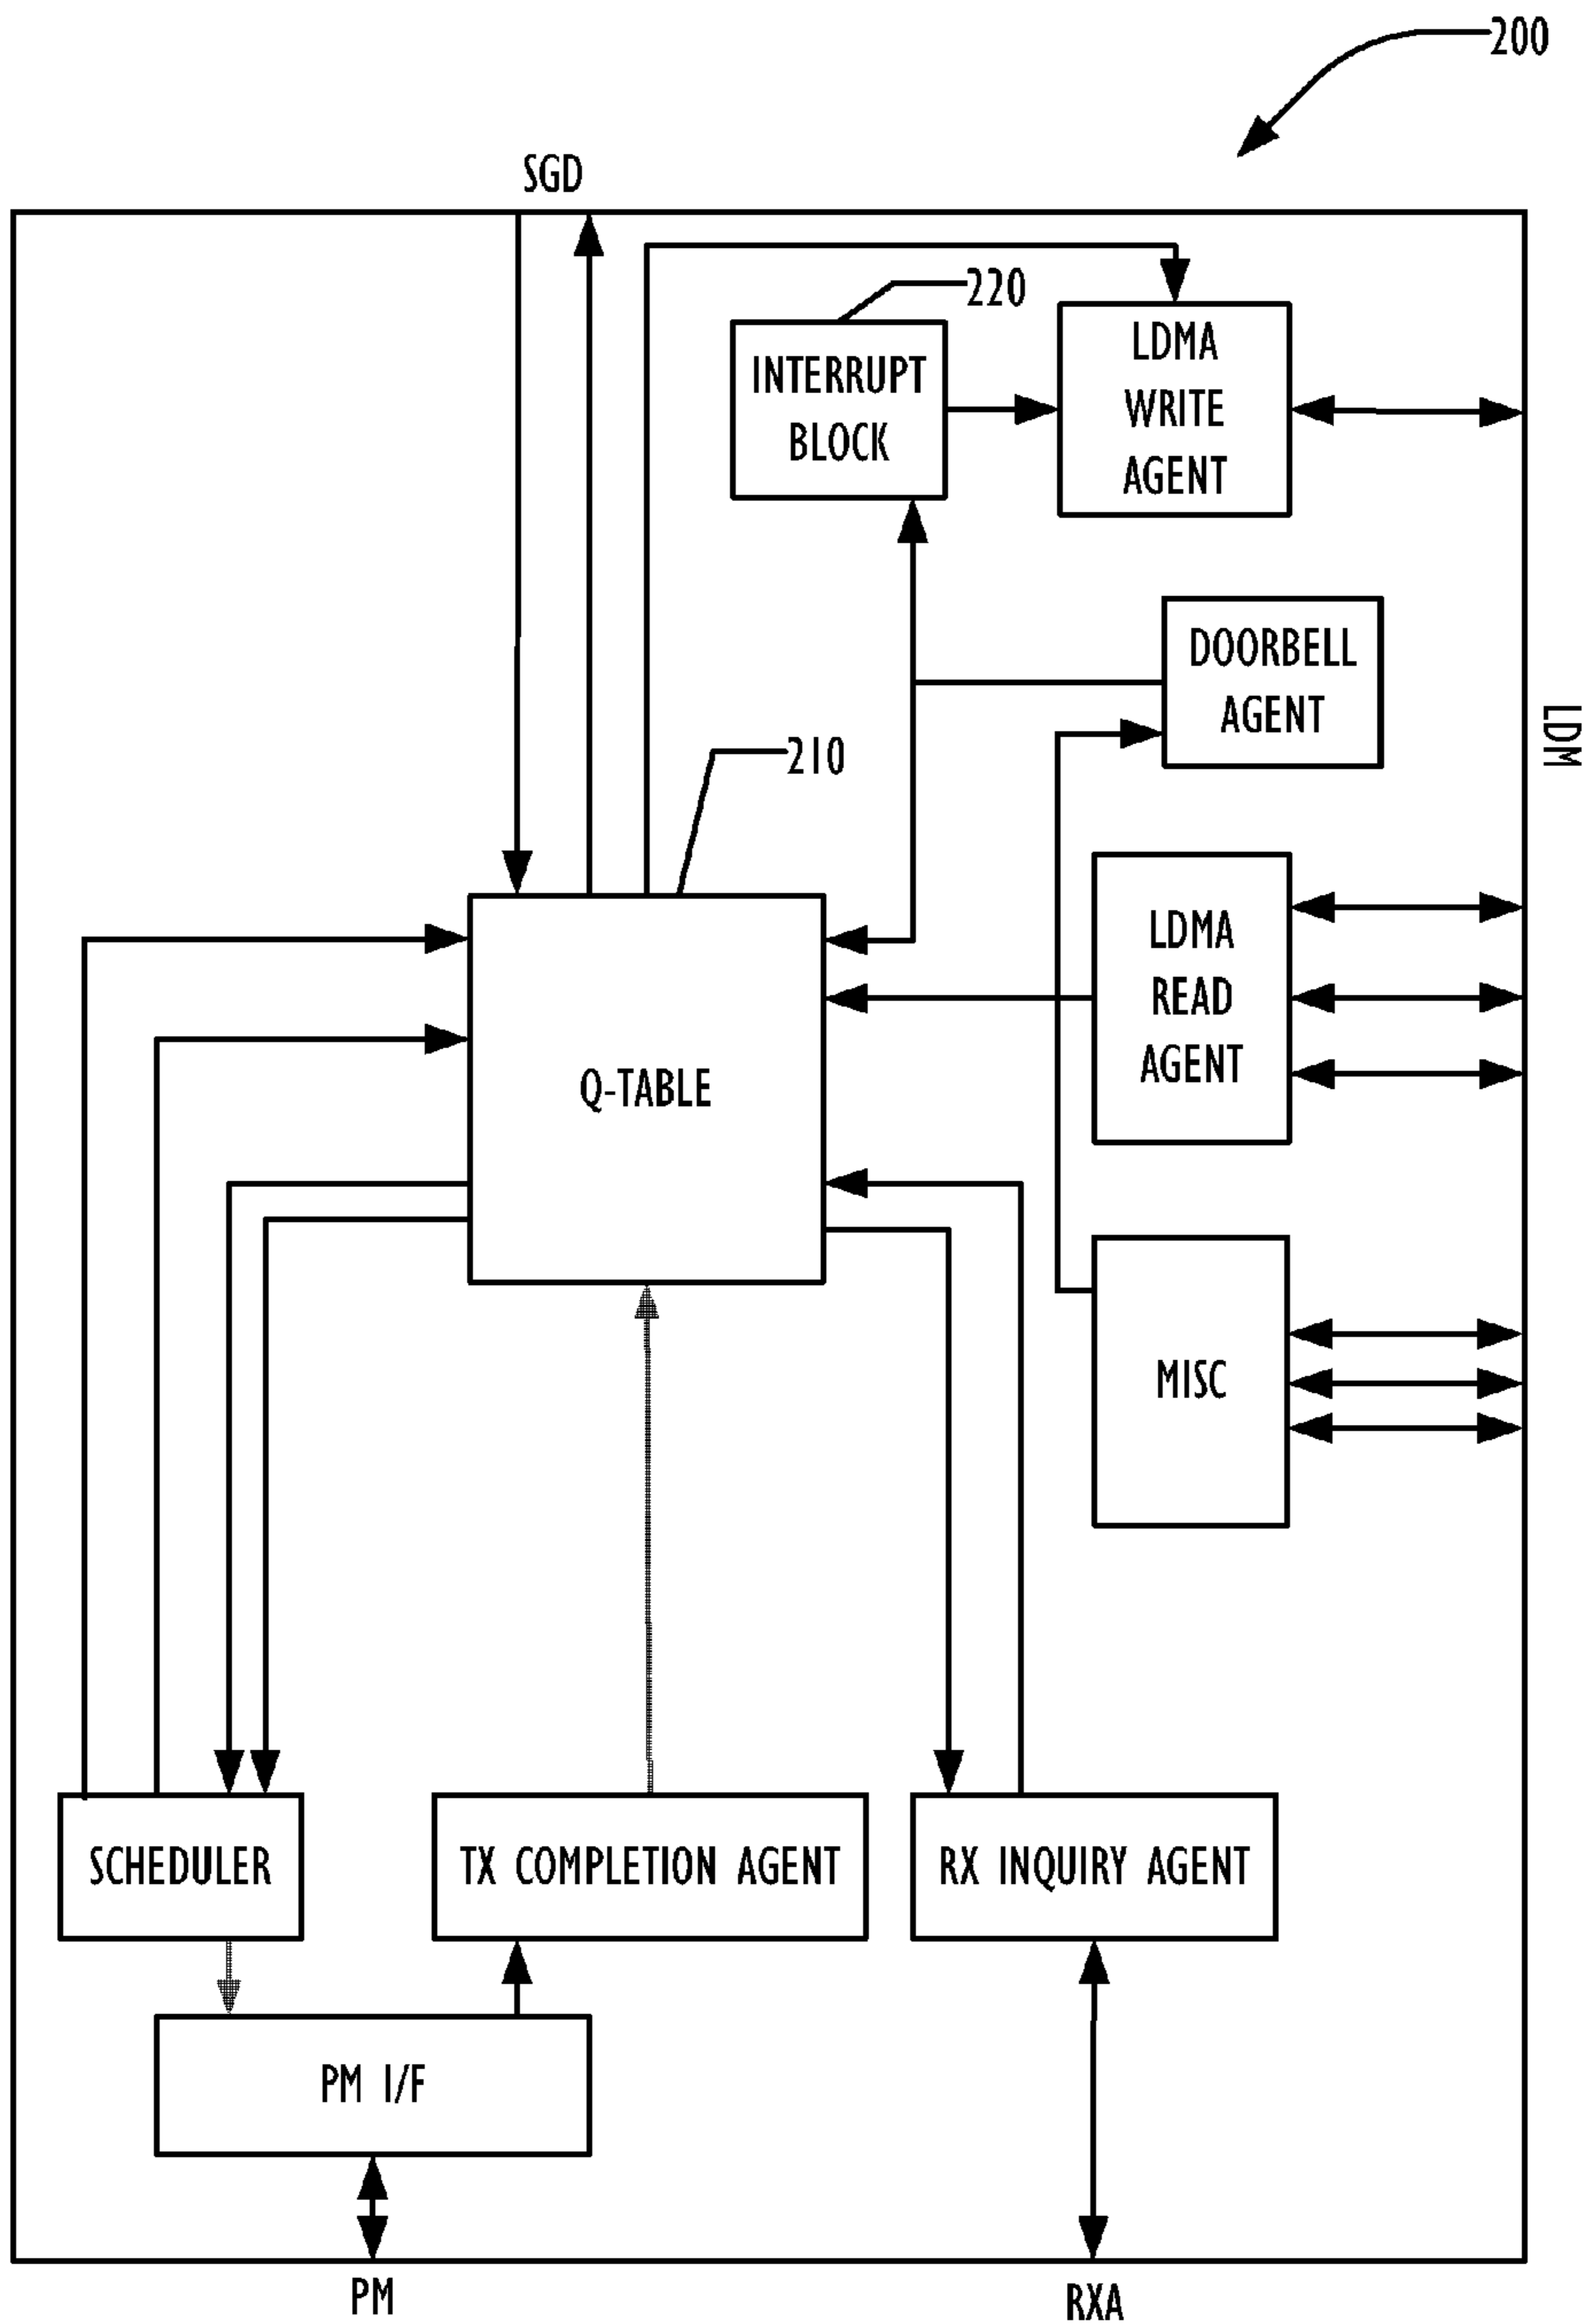 200
SGD
220
INTERRUPT
BLOCK
LDMA
WRITE
AGENT
DOORBELL
AGENT
LDM
210
LDMA
READ
AGENT
Q-TABLE
MISC
SCHEDULER
TX COMPLETION AGENT
RX INQUIRY AGENT
PM I/F
PM
RXA